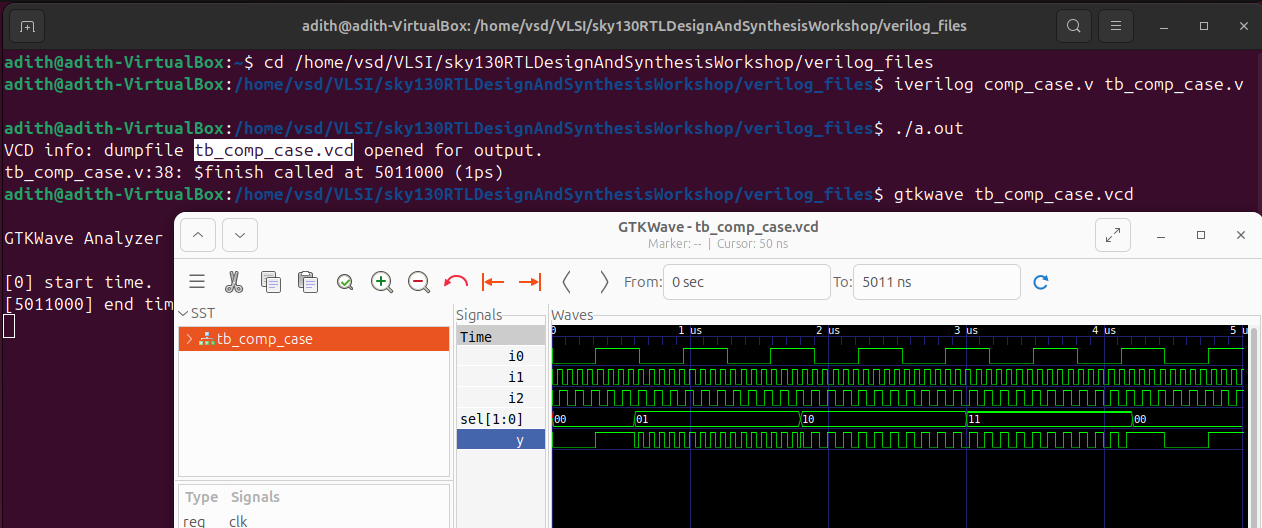 adith@adith-VirtualBox: /home/vsd/VLSI/sky130RTLDesignAndSynthesisWorkshop/verilog_files
adith@adith-VirtualBox:~$ cd /home/vsd/VLSI/sky130RTLDesignAndSynthesisWorkshop/verilog_files
adith@adith-VirtualBox:/home/vsd/VLSI/sky130RTLDesignAndSynthesisWorkshop/verilog_files$ iverilog comp_case.v tb_comp_case.v
adith@adith-VirtualBox:/home/vsd/VLSI/sky130RTLDesignAndSynthesisWorkshop/verilog_files$ ./a.out
VCD info: dumpfile tb_comp_case.vcd opened for output.
tb_comp_case.v:38: $finish called at 5011000 (1ps)
adith@adith-VirtualBox:/home/vsd/VLSI/sky130RTLDesignAndSynthesisWorkshop/verilog_files$ gtkwave tb_comp_case.vcd
GTKWave Analyzer
[0] start time.
[5011000] end tim
GTKWave - tb_comp_case.vcd
Marker: -- | Cursor: 50 ns
From: 0 sec To: 5011 ns
SST
tb_comp_case
Type Signals
reg clk
Signals
Time
i0
i1
i2
sel[1:0]
y
Waves
0 1 us 2 us 3 us 4 us 5 u
00 01 10 11 00